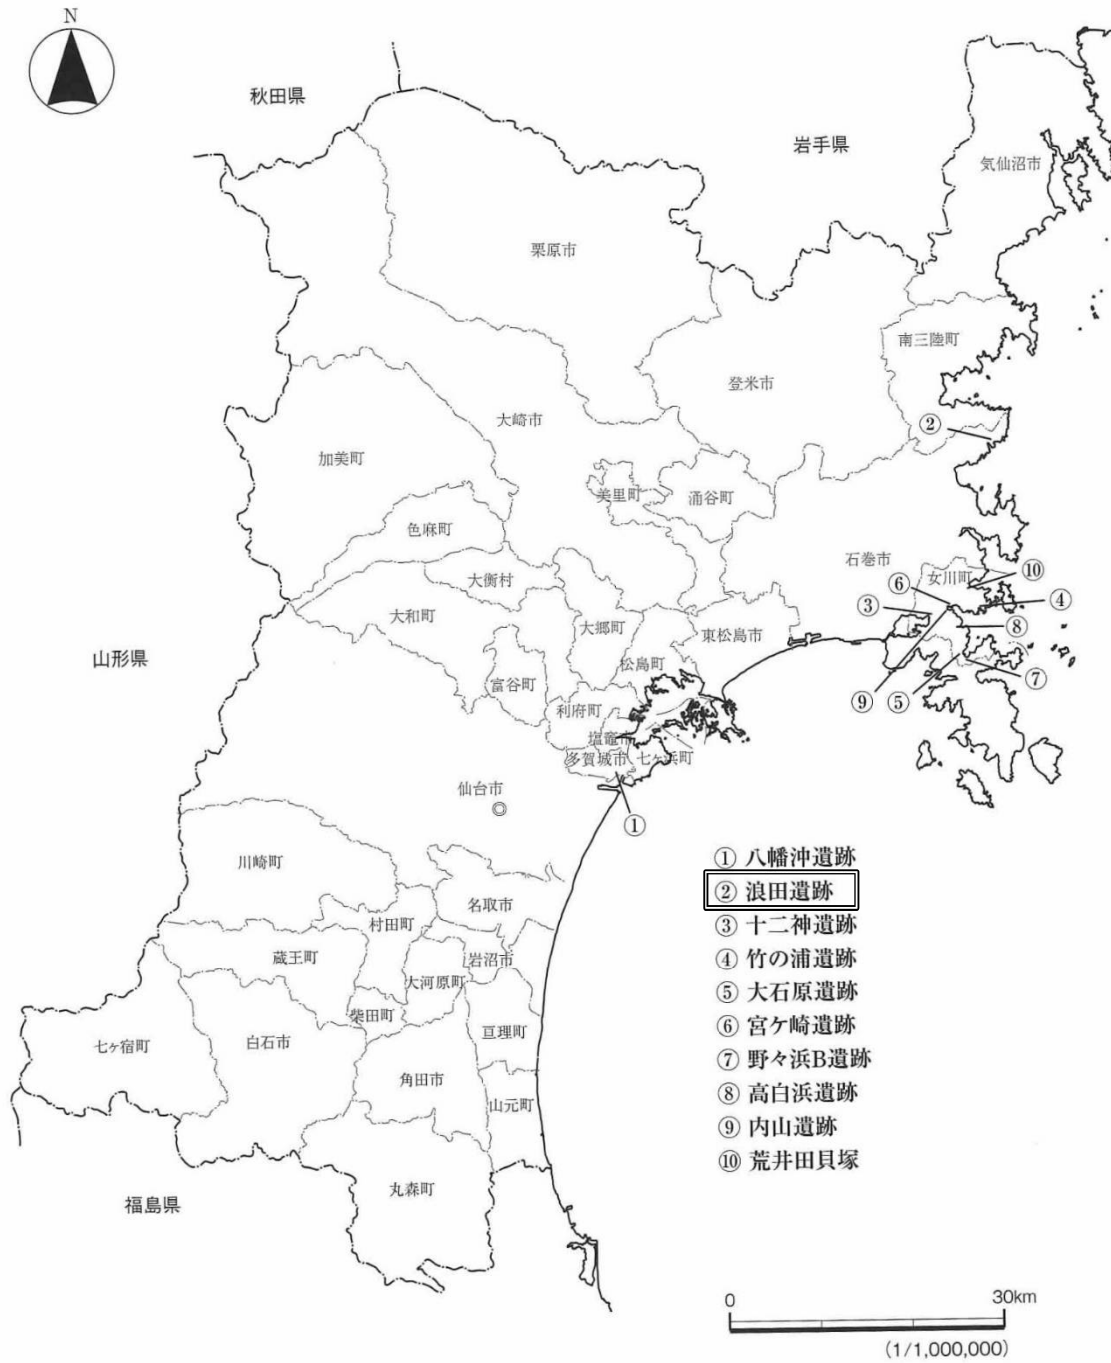 N
秋田県
岩手県
気仙沼市
栗原市
南三陸町
登米市
大崎市
②
加美町
美里町
涌谷町
色麻町
石巻市
大衡村
女川町
⑩
⑥
④
大和町
③
大郷町
東松島市
⑧
山形県
松島町
富谷町
⑦
⑨
⑤
利府町
塩竈市
多賀城市
七ヶ浜町
仙台市
①
川崎町
名取市
村田町
蔵王町
岩沼市
大河原町
柴田町
亘理町
七ヶ宿町
白石市
角田市
山元町
丸森町
福島県
① 八幡沖遺跡
② 浪田遺跡
③ 十二神遺跡
④ 竹の浦遺跡
⑤ 大石原遺跡
⑥ 宮ケ崎遺跡
⑦ 野々浜B遺跡
⑧ 高白浜遺跡
⑨ 内山遺跡
⑩ 荒井田貝塚
0 30km
(1/1,000,000)